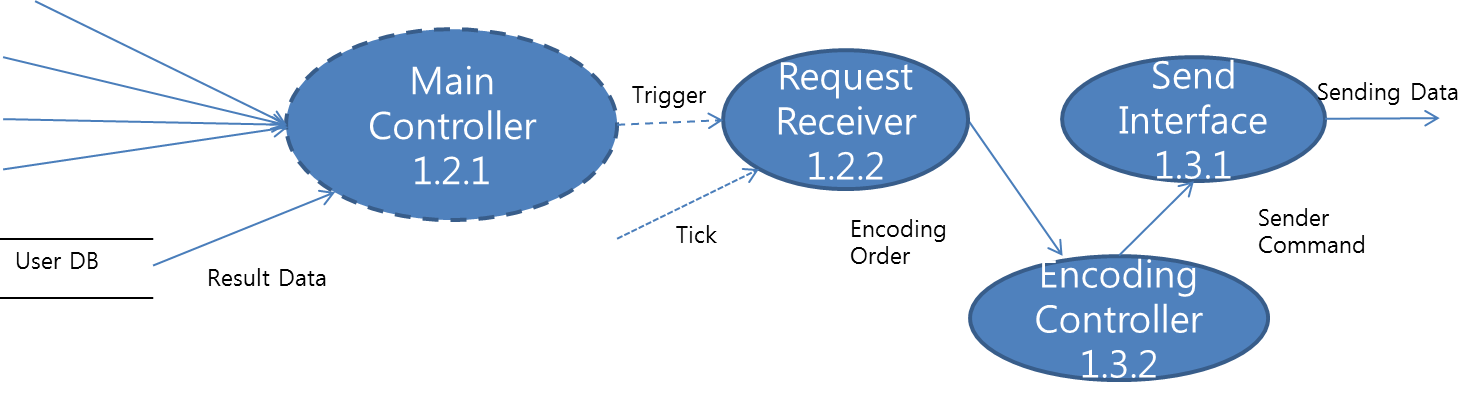 Main
Controller
1.2.1
Trigger
Request
Receiver
1.2.2
Send
Interface
1.3.1
Sending Data
User DB
Result Data
Tick
Encoding
Order
Sender
Command
Encoding
Controller
1.3.2